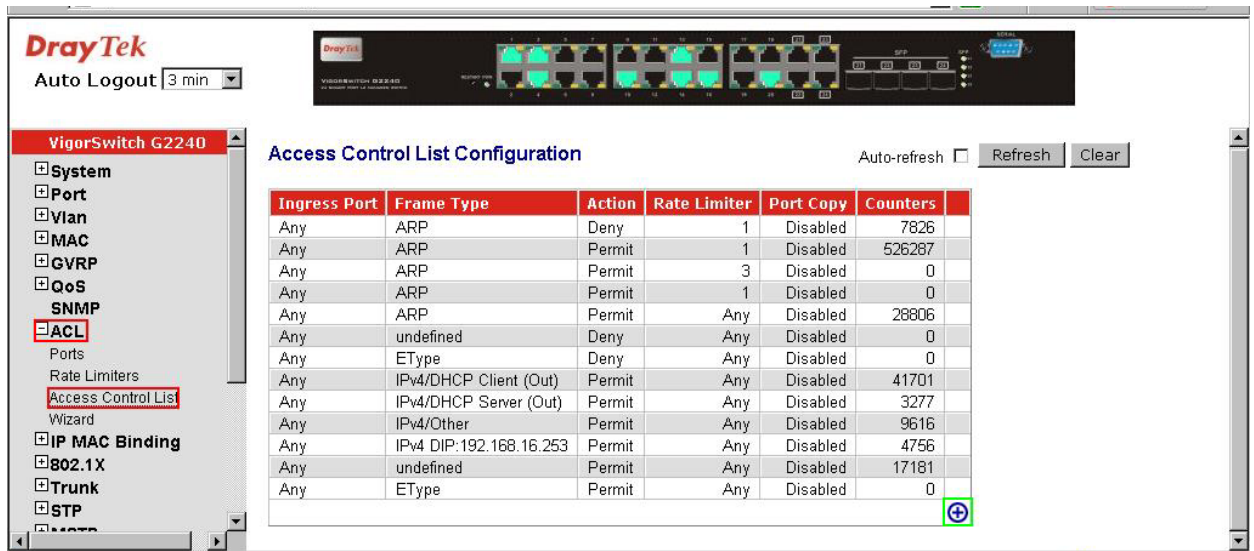 DrayTek
Auto Logout 3 min
DrayTek
VIGORSWITCH G2240
SFP
SERIAL
VigorSwitch G2240
System
Port
Vlan
MAC
GVRP
QoS
SNMP
ACL
Ports
Rate Limiters
Access Control List
Wizard
IP MAC Binding
802.1X
Trunk
STP
Access Control List Configuration
Auto-refresh Refresh Clear
Ingress Port Frame Type Action Rate Limiter Port Copy Counters
Any ARP Deny 1 Disabled 7826
Any ARP Permit 1 Disabled 526287
Any ARP Permit 3 Disabled 0
Any ARP Permit 1 Disabled 0
Any ARP Permit Any Disabled 28806
Any undefined Deny Any Disabled 0
Any EType Deny Any Disabled 0
Any IPv4/DHCP Client (Out) Permit Any Disabled 41701
Any IPv4/DHCP Server (Out) Permit Any Disabled 3277
Any IPv4/Other Permit Any Disabled 9616
Any IPv4 DIP:192.168.16.253 Permit Any Disabled 4756
Any undefined Permit Any Disabled 17181
Any EType Permit Any Disabled 0